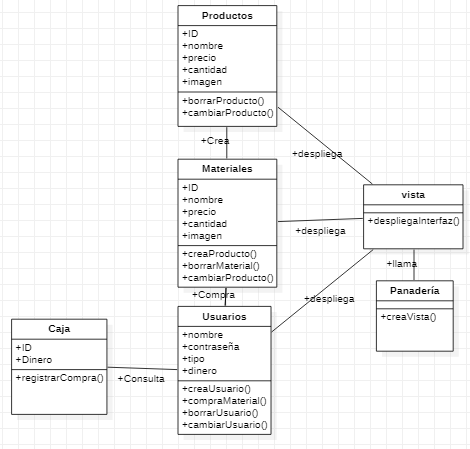 Productos
+ID
+nombre
+precio
+cantidad
+imagen
+borrarProducto()
+cambiarProducto()
+Crea
+despliega
Materiales
+ID
+nombre
+precio
+cantidad
+imagen
+creaProducto()
+borrarMaterial()
+cambiarProducto()
+despliega
vista
+despliegaInterfaz()
+llama
+Compra
+despliega
Panadería
+creaVista()
Usuarios
+nombre
+contraseña
+tipo
+dinero
+creaUsuario()
+compraMaterial()
+borrarUsuario()
+cambiarUsuario()
Caja
+ID
+Dinero
+registrarCompra()
+Consulta